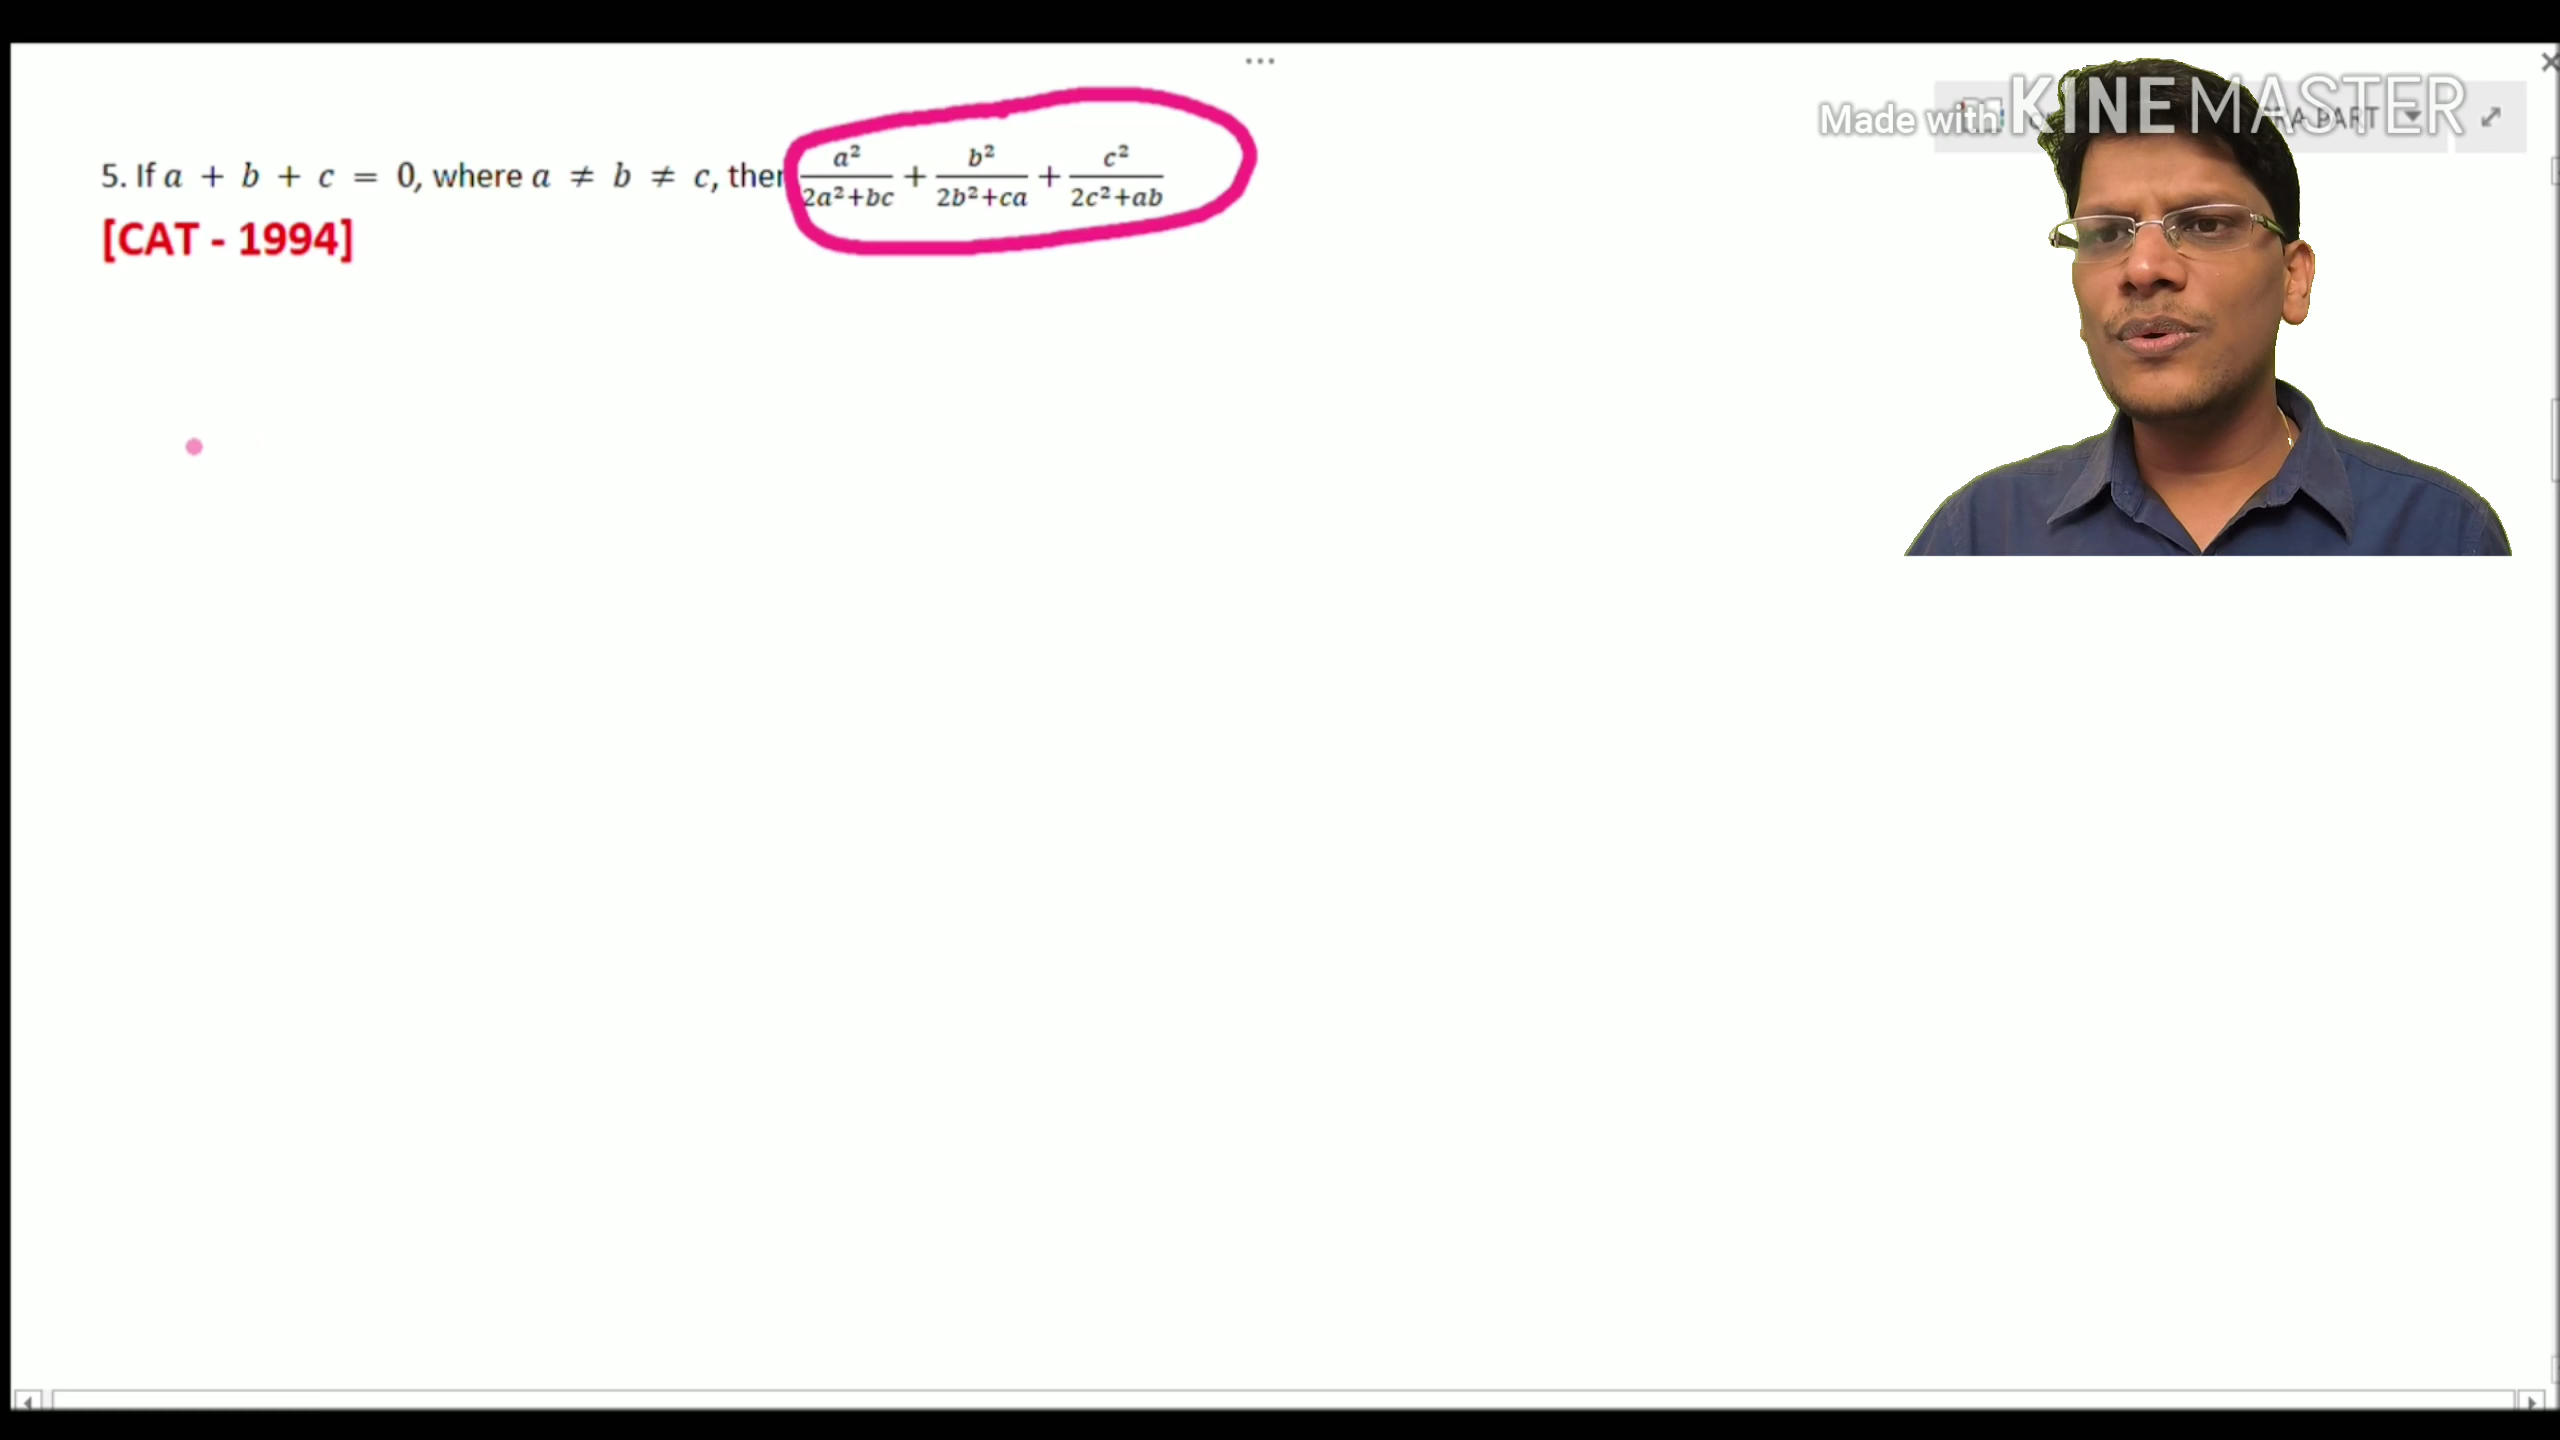 ...
Made with KINEMASTER
5. If a + b + c = 0, where a ≠ b ≠ c, then a²/2a²+bc + b²/2b²+ca + c²/2c²+ab
[CAT - 1994]
PART